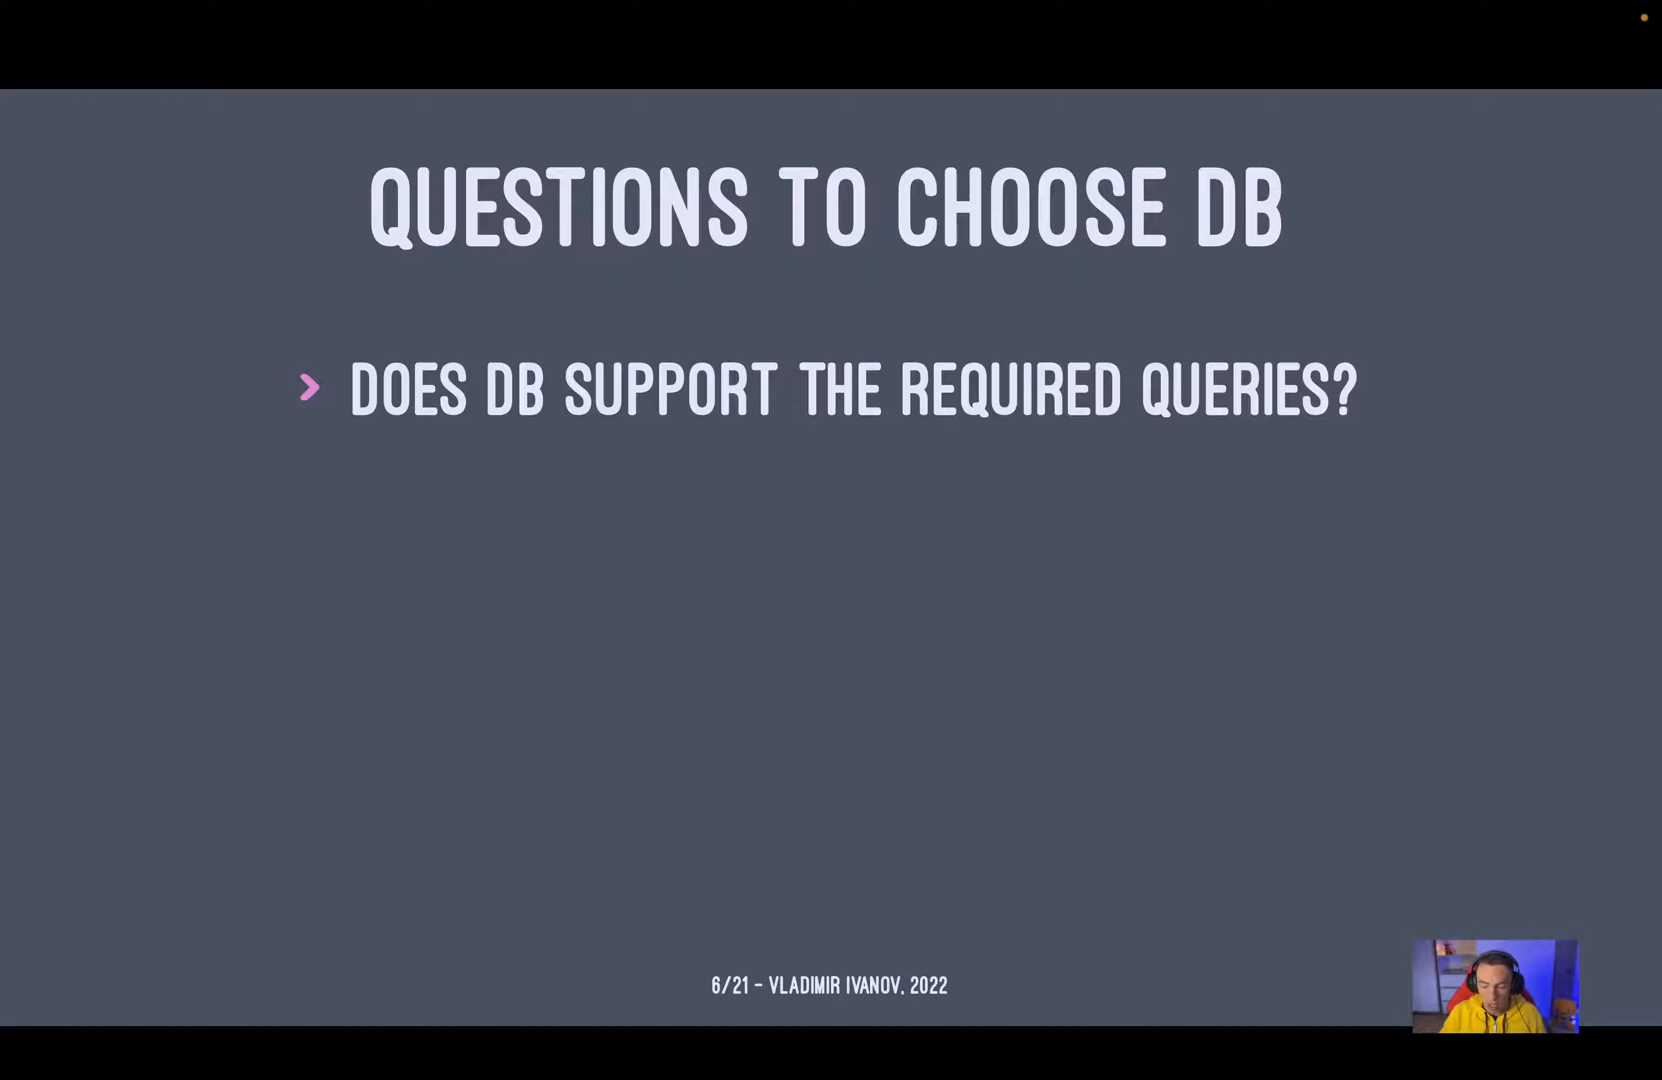 QUESTIONS TO CHOOSE DB
› DOES DB SUPPORT THE REQUIRED QUERIES?
6/21 – VLADIMIR IVANOV, 2022